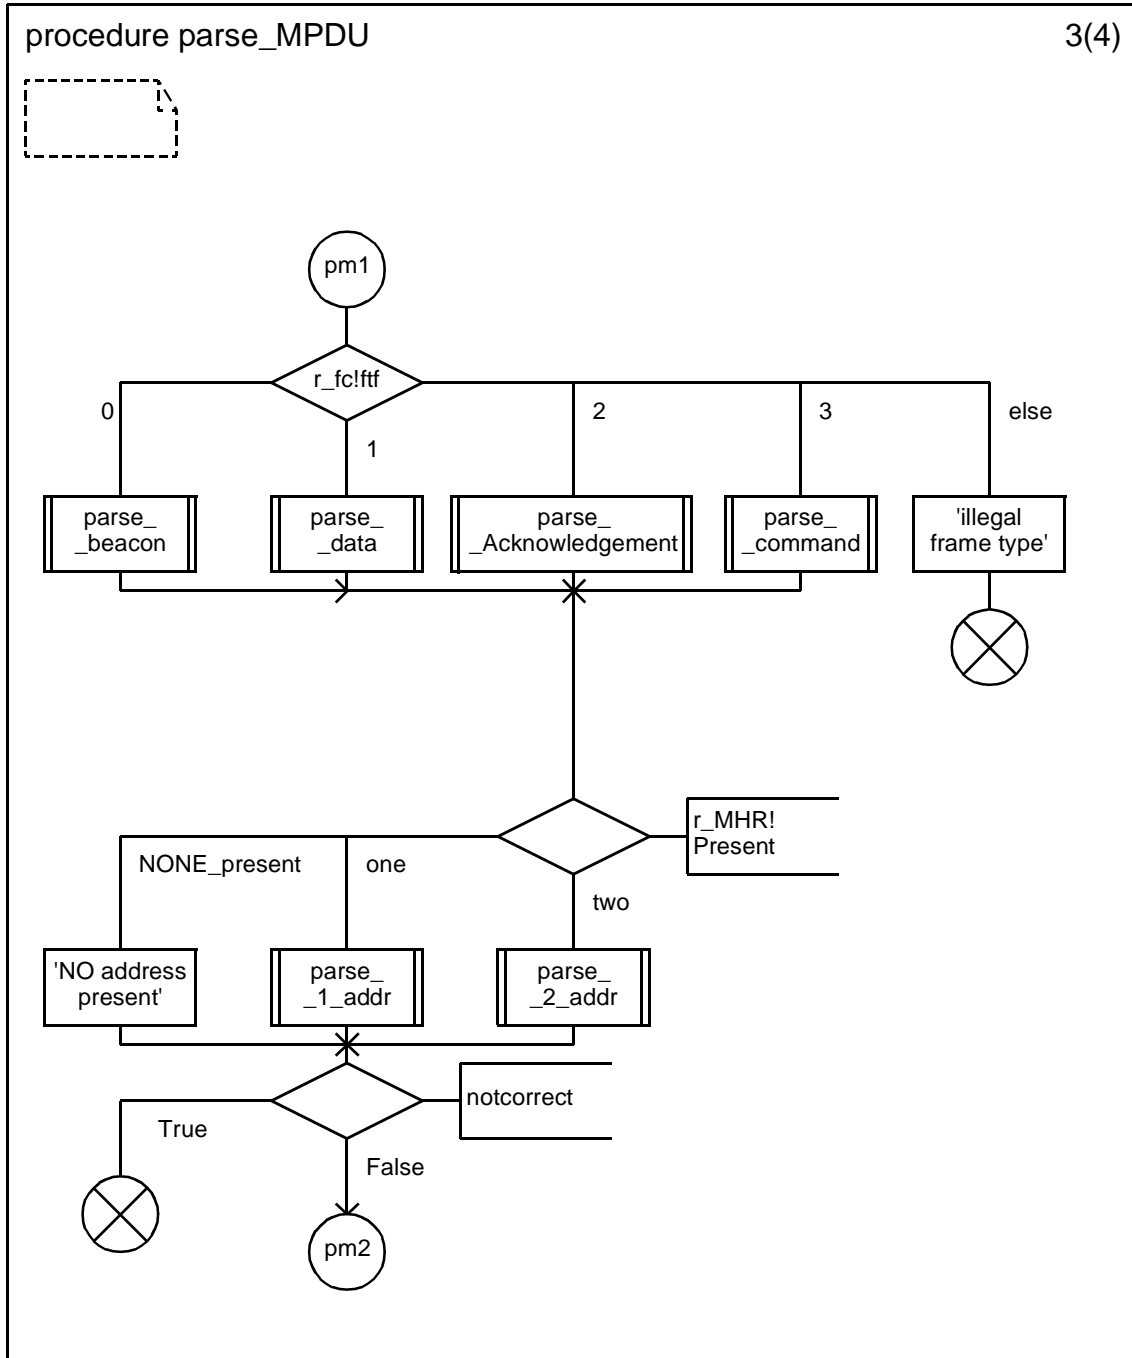 procedure parse_MPDU
3(4)
pm1
r_fc!ftf
0
1
2
3
else
parse_
_beacon
parse_
_data
parse_
_Acknowledgement
parse_
_command
'illegal
frame type'
r_MHR!
Present
NONE_present
one
two
'NO address
present'
parse_
_1_addr
parse_
_2_addr
notcorrect
True
False
pm2